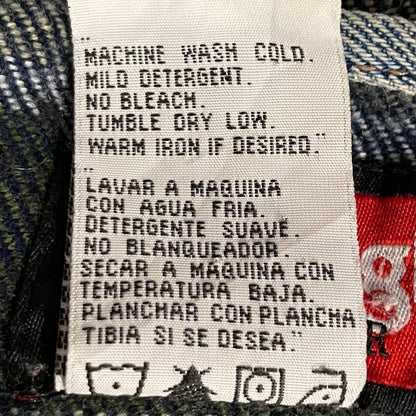 "
MACHINE WASH COLD.
MILD DETERGENT.
NO BLEACH.
TUMBLE DRY LOW.
WARM IRON IF DESIRED."
"
LAVAR A MAQUINA
CON AGUA FRIA.
DETERGENTE SUAVE.
NO BLANQUEADOR.
SECAR A MAQUINA CON
TEMPERATURA BAJA.
PLANCHAR CON PLANCHA
TIBIA SI SE DESEA."
R